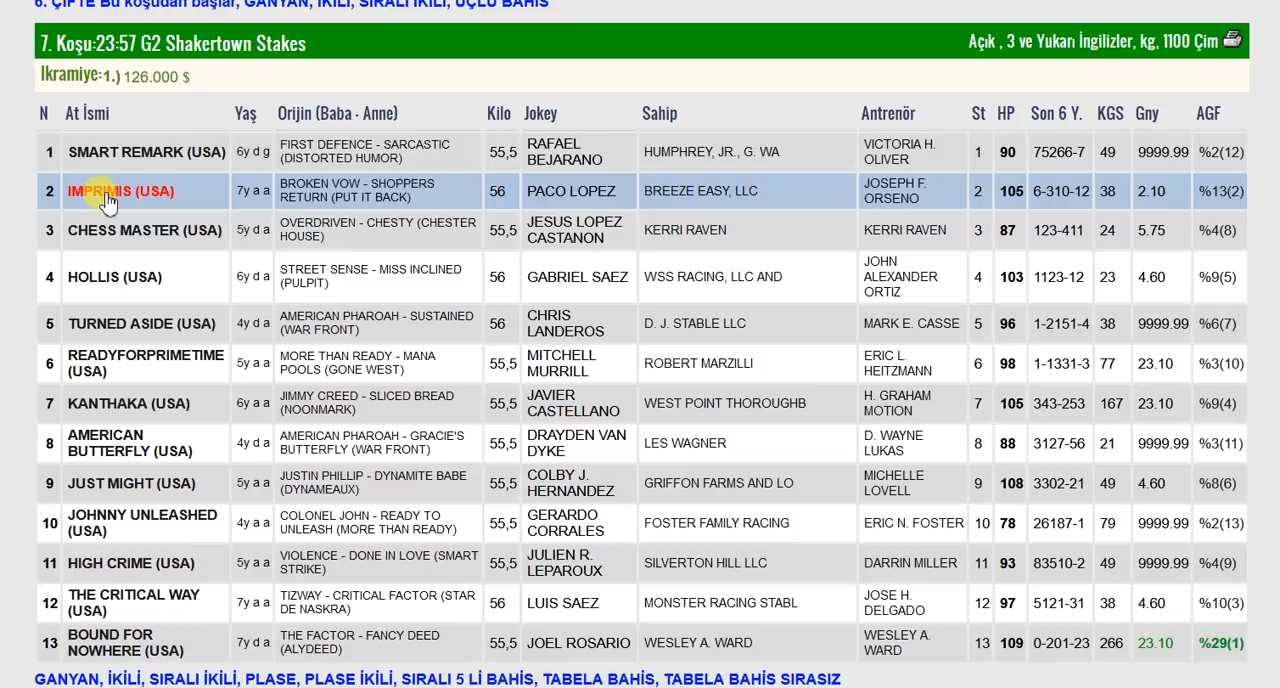 6. ÇİFTE Bu koşudan başlar, GANYAN, İKİLİ, SIRALI İKİLİ, ÜÇLÜ BAHİS
7. Koşu:23:57 G2 Shakertown Stakes Açık , 3 ve Yukarı İngilizler, kg, 1100 Çim
İkramiye:1.) 126.000 $
N At İsmi Yaş Orijin (Baba - Anne) Kilo Jokey Sahip Antrenör St HP Son 6 Y. KGS Gny AGF
1 SMART REMARK (USA) 6y d g FIRST DEFENCE - SARCASTIC (DISTORTED HUMOR) 55,5 RAFAEL BEJARANO HUMPHREY, JR., G. WA VICTORIA H. OLIVER 1 90 75266-7 49 9999.99 %2(12)
2 IMPRIMIS (USA) 7y a a BROKEN VOW - SHOPPERS RETURN (PUT IT BACK) 56 PACO LOPEZ BREEZE EASY, LLC JOSEPH F. ORSENO 2 105 6-310-12 38 2.10 %13(2)
3 CHESS MASTER (USA) 5y d a OVERDRIVEN - CHESTY (CHESTER HOUSE) 55,5 JESUS LOPEZ CASTANON KERRI RAVEN KERRI RAVEN 3 87 123-411 24 5.75 %4(8)
4 HOLLIS (USA) 6y d a STREET SENSE - MISS INCLINED (PULPIT) 56 GABRIEL SAEZ WSS RACING, LLC AND JOHN ALEXANDER ORTIZ 4 103 1123-12 23 4.60 %9(5)
5 TURNED ASIDE (USA) 4y d a AMERICAN PHAROAH - SUSTAINED (WAR FRONT) 56 CHRIS LANDEROS D. J. STABLE LLC MARK E. CASSE 5 96 1-2151-4 38 9999.99 %6(7)
6 READYFORPRIMETIME (USA) 5y a a MORE THAN READY - MANA POOLS (GONE WEST) 55,5 MITCHELL MURRILL ROBERT MARZILLI ERIC L. HEITZMANN 6 98 1-1331-3 77 23.10 %3(10)
7 KANTHAKA (USA) 6y a a JIMMY CREED - SLICED BREAD (NOONMARK) 55,5 JAVIER CASTELLANO WEST POINT THOROUGHB H. GRAHAM MOTION 7 105 343-253 167 23.10 %9(4)
8 AMERICAN BUTTERFLY (USA) 4y d a AMERICAN PHAROAH - GRACIE'S BUTTERFLY (WAR FRONT) 55,5 DRAYDEN VAN DYKE LES WAGNER D. WAYNE LUKAS 8 88 3127-56 21 9999.99 %3(11)
9 JUST MIGHT (USA) 5y a a JUSTIN PHILLIP - DYNAMITE BABE (DYNAMEAUX) 55,5 COLBY J. HERNANDEZ GRIFFON FARMS AND LO MICHELLE LOVELL 9 108 3302-21 49 4.60 %8(6)
10 JOHNNY UNLEASHED (USA) 4y a a COLONEL JOHN - READY TO UNLEASH (MORE THAN READY) 55,5 GERARDO CORRALES FOSTER FAMILY RACING ERIC N. FOSTER 10 78 26187-1 79 9999.99 %2(13)
11 HIGH CRIME (USA) 5y a a VIOLENCE - DONE IN LOVE (SMART STRIKE) 55,5 JULIEN R. LEPAROUX SILVERTON HILL LLC DARRIN MILLER 11 93 83510-2 49 9999.99 %4(9)
12 THE CRITICAL WAY (USA) 7y a a TIZWAY - CRITICAL FACTOR (STAR DE NASKRA) 56 LUIS SAEZ MONSTER RACING STABL JOSE H. DELGADO 12 97 5121-31 38 4.60 %10(3)
13 BOUND FOR NOWHERE (USA) 7y d a THE FACTOR - FANCY DEED (ALYDEED) 55,5 JOEL ROSARIO WESLEY A. WARD WESLEY A. WARD 13 109 0-201-23 266 23.10 %29(1)
GANYAN, İKİLİ, SIRALI İKİLİ, PLASE, PLASE İKİLİ, SIRALI 5 Lİ BAHİS, TABELA BAHİS, TABELA BAHİS SIRASIZ